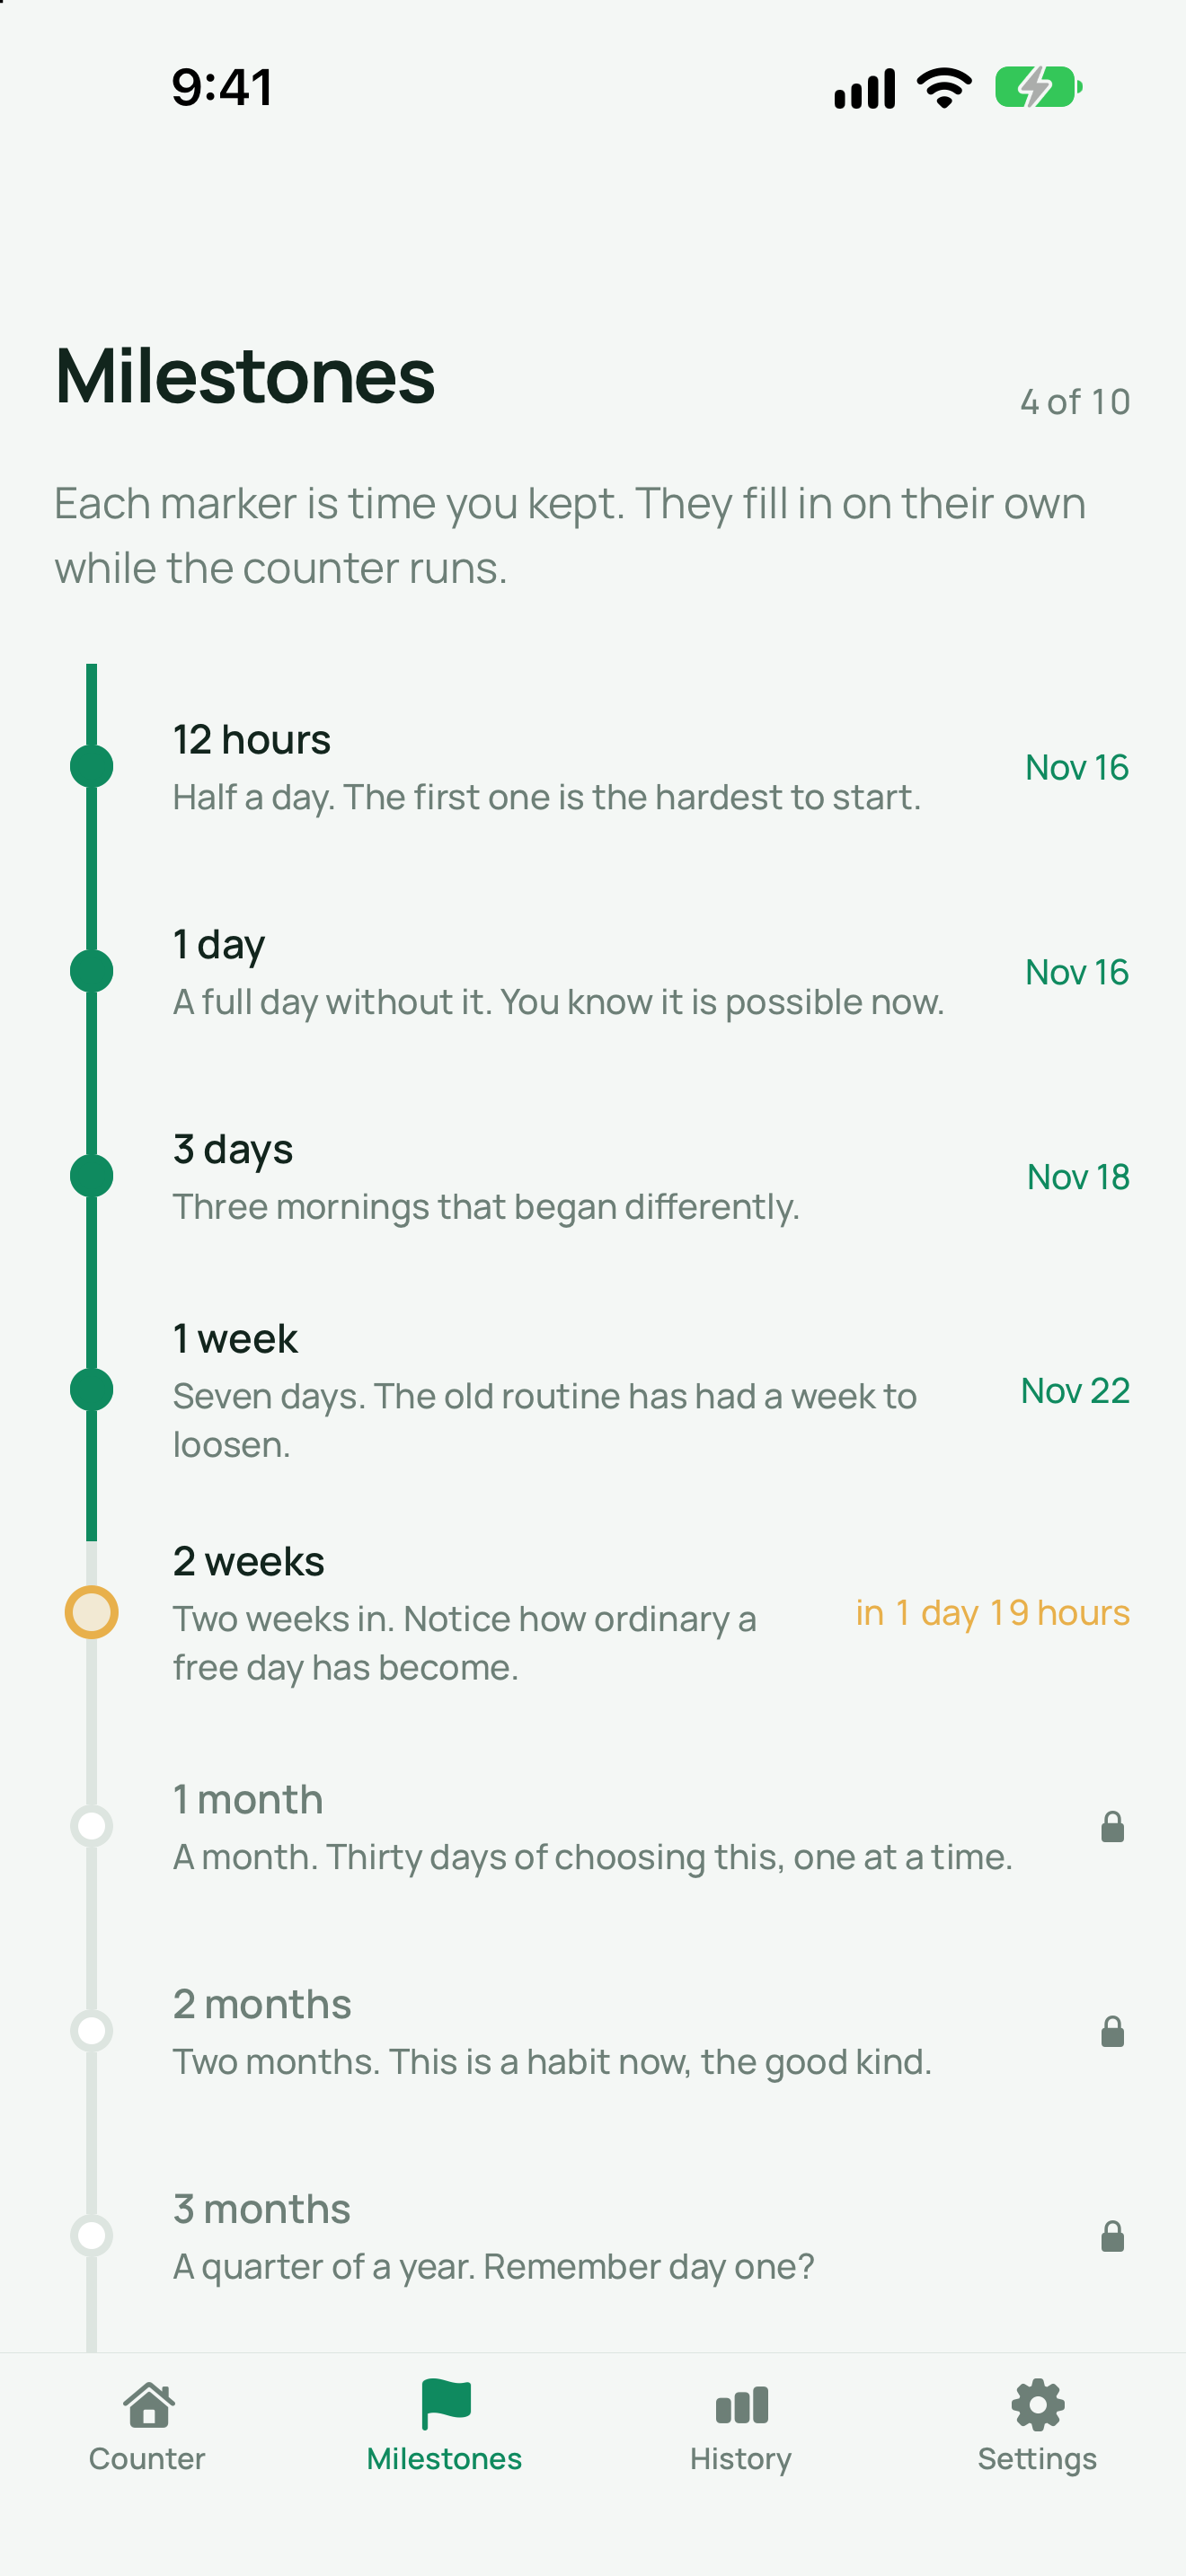 9:41
Milestones
4 of 10
Each marker is time you kept. They fill in on their own
while the counter runs.
12 hours
Half a day. The first one is the hardest to start.
Nov 16
1 day
A full day without it. You know it is possible now.
Nov 16
3 days
Three mornings that began differently.
Nov 18
1 week
Seven days. The old routine has had a week to
loosen.
Nov 22
2 weeks
Two weeks in. Notice how ordinary a
free day has become.
in 1 day 19 hours
1 month
A month. Thirty days of choosing this, one at a time.
2 months
Two months. This is a habit now, the good kind.
3 months
A quarter of a year. Remember day one?
Counter
Milestones
History
Settings